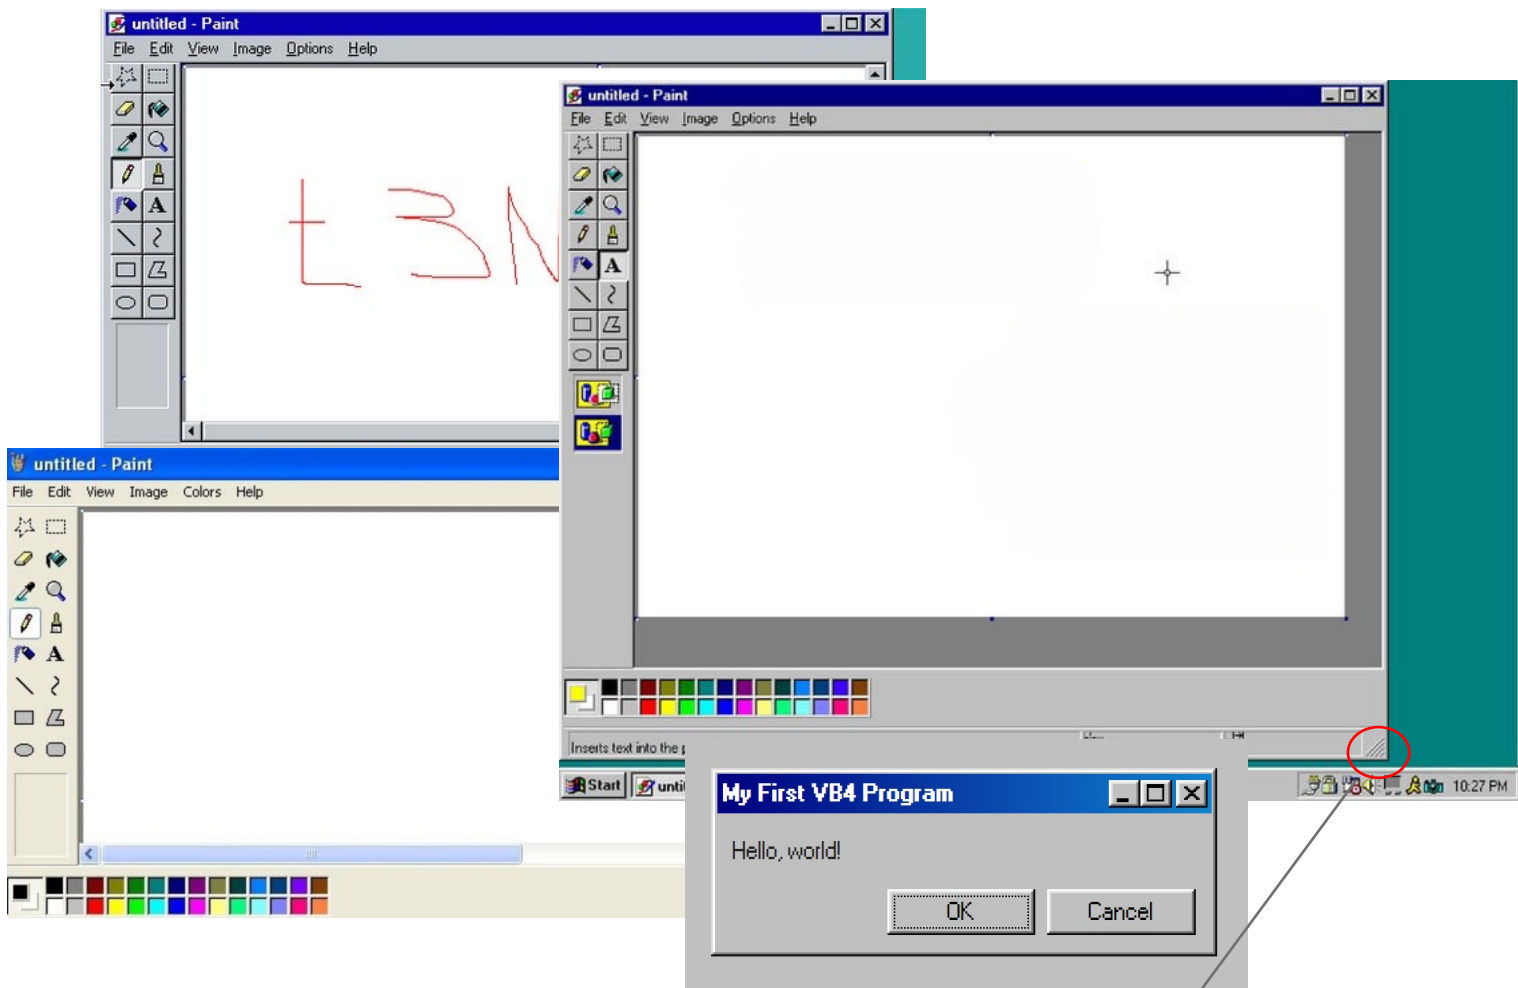 untitled - Paint
File Edit View Image Options Help
t3N
untitled - Paint
File Edit View Image Options Help
A
A
untitled - Paint
File Edit View Image Colors Help
A
Inserts text into the
Start
10:27 PM
My First VB4 Program
Hello, world!
OK Cancel